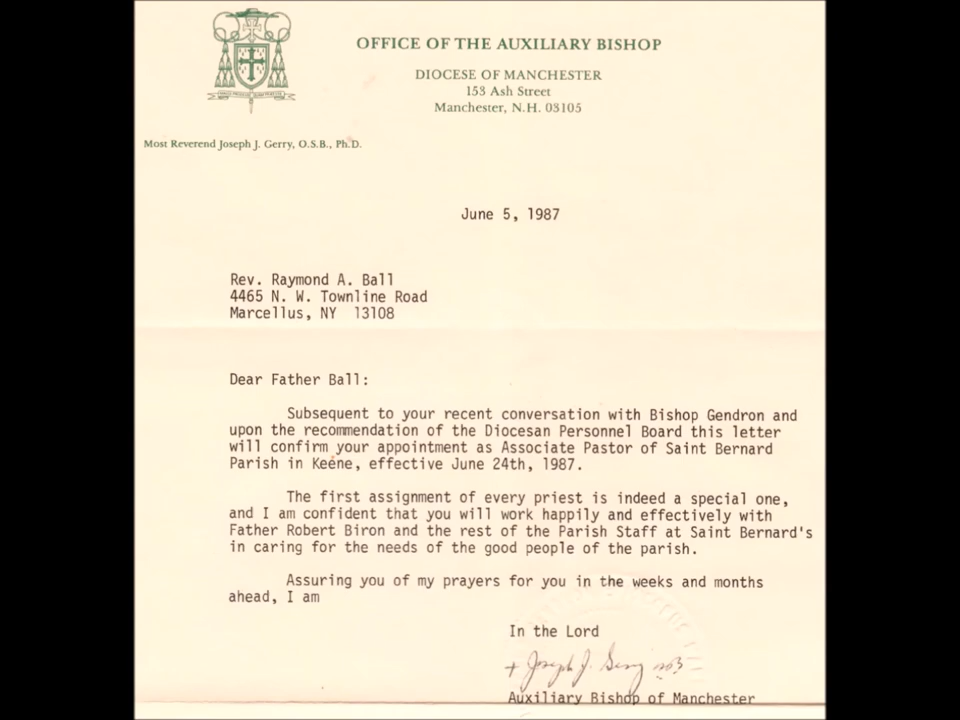 OFFICE OF THE AUXILIARY BISHOP
DIOCESE OF MANCHESTER
153 Ash Street
Manchester, N.H. 03105
Most Reverend Joseph J. Gerry, O.S.B., Ph.D.
June 5, 1987
Rev. Raymond A. Ball
4465 N. W. Townline Road
Marcellus, NY 13108
Dear Father Ball:
Subsequent to your recent conversation with Bishop Gendron and
upon the recommendation of the Diocesan Personnel Board this letter
will confirm your appointment as Associate Pastor of Saint Bernard
Parish in Keene, effective June 24th, 1987.
The first assignment of every priest is indeed a special one,
and I am confident that you will work happily and effectively with
Father Robert Biron and the rest of the Parish Staff at Saint Bernard's
in caring for the needs of the good people of the parish.
Assuring you of my prayers for you in the weeks and months
ahead, I am
In the Lord
+ Joseph J. Gerry OSB
Auxiliary Bishop of Manchester